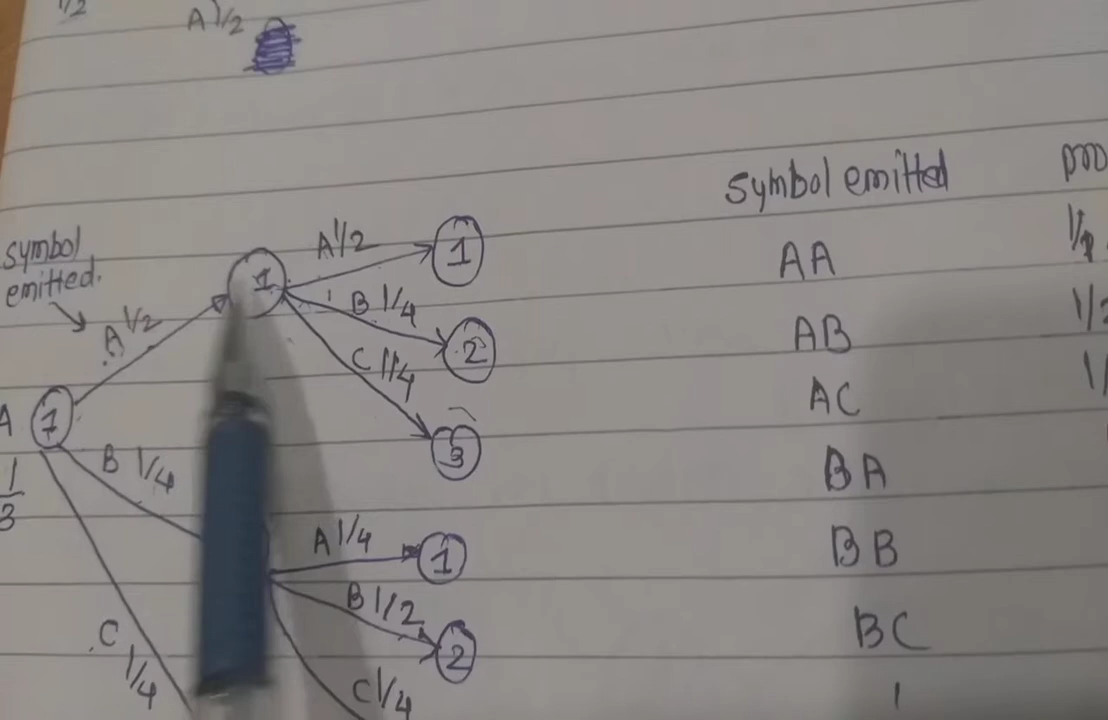 1/2
A 1/2
symbol emitted
symbol
emitted.
A 1/2
1
A 1/2
1
B 1/4
2
C 1/4
3
AA
AB
AC
A
1/3
1
B 1/4
C 1/4
A 1/4
1
B 1/2
2
C 1/4
BA
BB
BC